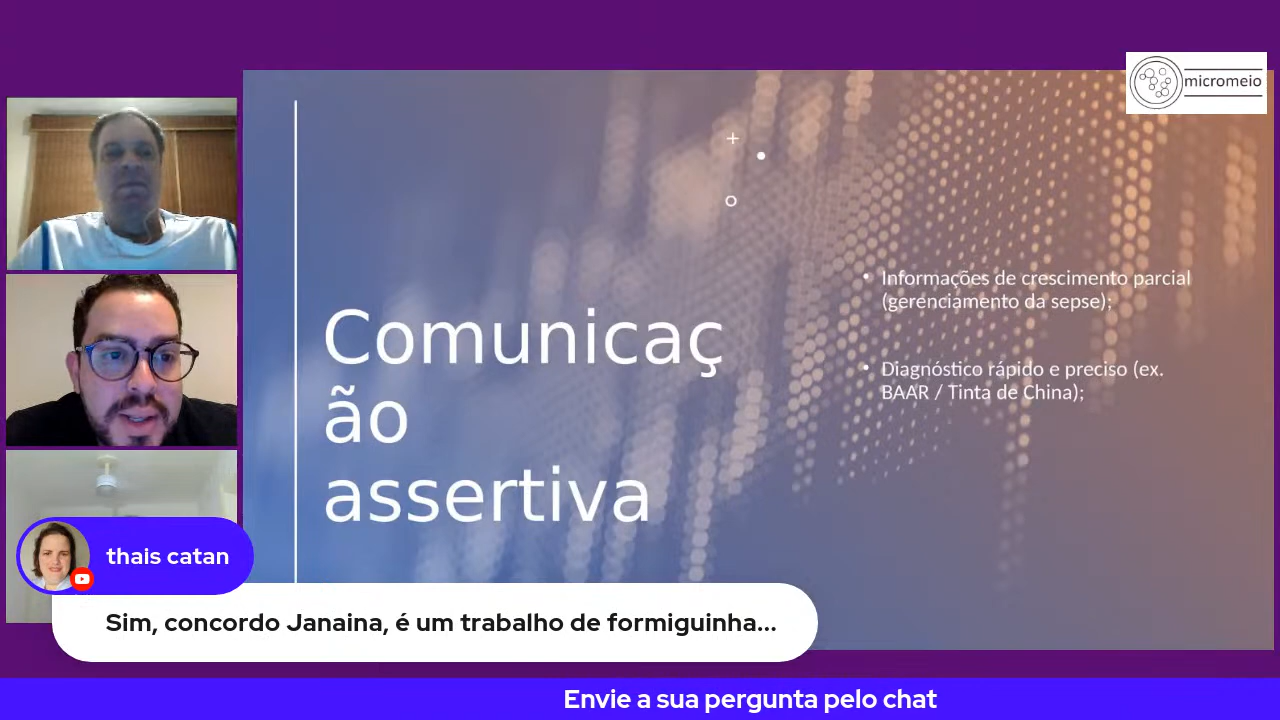 micromeio
Comunicaç
ão
assertiva
• Informações de crescimento parcial
(gerenciamento da sepse);
• Diagnóstico rápido e preciso (ex.
BAAR / Tinta de China);
thais catan
Sim, concordo Janaina, é um trabalho de formiguinha...
Envie a sua pergunta pelo chat